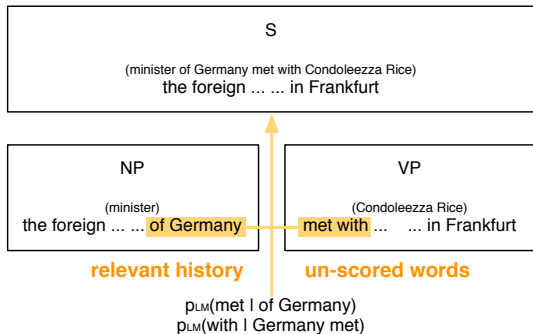 S
(minister of Germany met with Condoleezza Rice)
the foreign ... ... in Frankfurt
NP
VP
(minister)
(Condoleezza Rice)
the foreign ... ... of Germany
met with ... ... in Frankfurt
relevant history
un-scored words
pLM(met | of Germany)
pLM(with | Germany met)